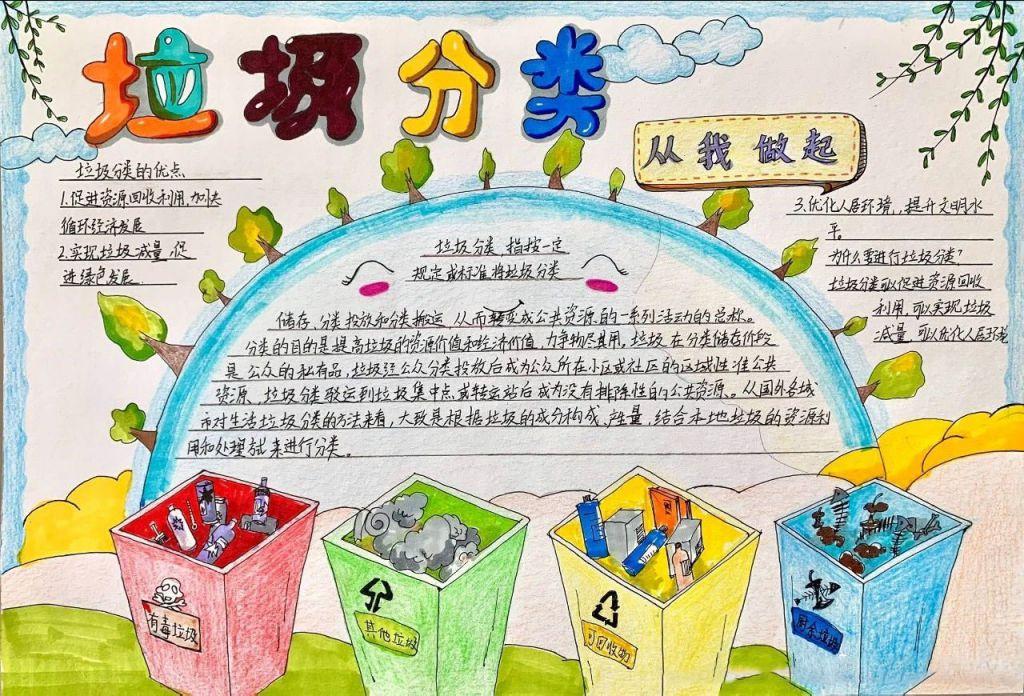 垃圾分类
从我做起
垃圾分类的优点
1.促进资源回收利用,加快
循环经济发展
2.实现垃圾减量,促
进绿色发展.
3.优化人居环境,提升文明水
平。
为什么要进行垃圾分类?
垃圾分类可以促进资源回收
利用,可以实现垃圾
减量,可以优化人居环境
垃圾分类,指按一定
规定或标准将垃圾分类
储存、分类投放和分类搬运,从而转变成公共资源的一系列活动的总称。
分类的目的是提高垃圾的资源价值和经济价值,力争物尽其用。垃圾在分类储存阶段
是公众的私有品,垃圾经公众分类投放后成为公众所在小区或社区的区域性准公共
资源、垃圾分类驳运到垃圾集中点或转运站后成为没有排除性的公共资源。从国外各城
市对生活垃圾分类的方法来看,大致是根据垃圾的成分构成、产生量,结合本地垃圾的资源利
用和处理来进行分类。
有毒垃圾
其他垃圾
可回收物
厨余垃圾